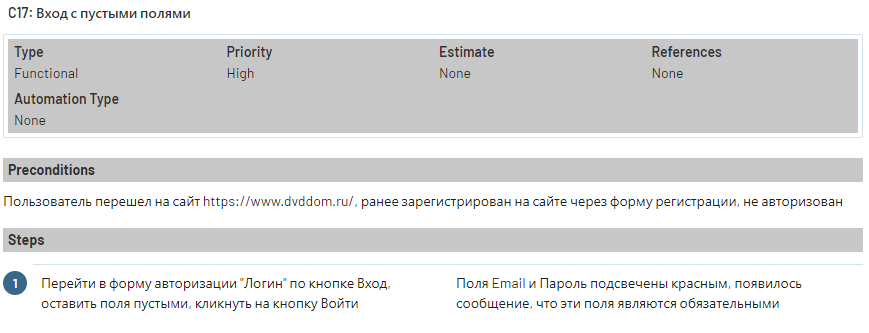 C17: Вход с пустыми полями
Type Priority Estimate References
Functional High None None
Automation Type
None
Preconditions
Пользователь перешел на сайт https://www.dvddom.ru/, ранее зарегистрирован на сайте через форму регистрации, не авторизован
Steps
1
Перейти в форму авторизации "Логин" по кнопке Вход,
оставить поля пустыми, кликнуть на кнопку Войти
Поля Email и Пароль подсвечены красным, появилось
сообщение, что эти поля являются обязательными